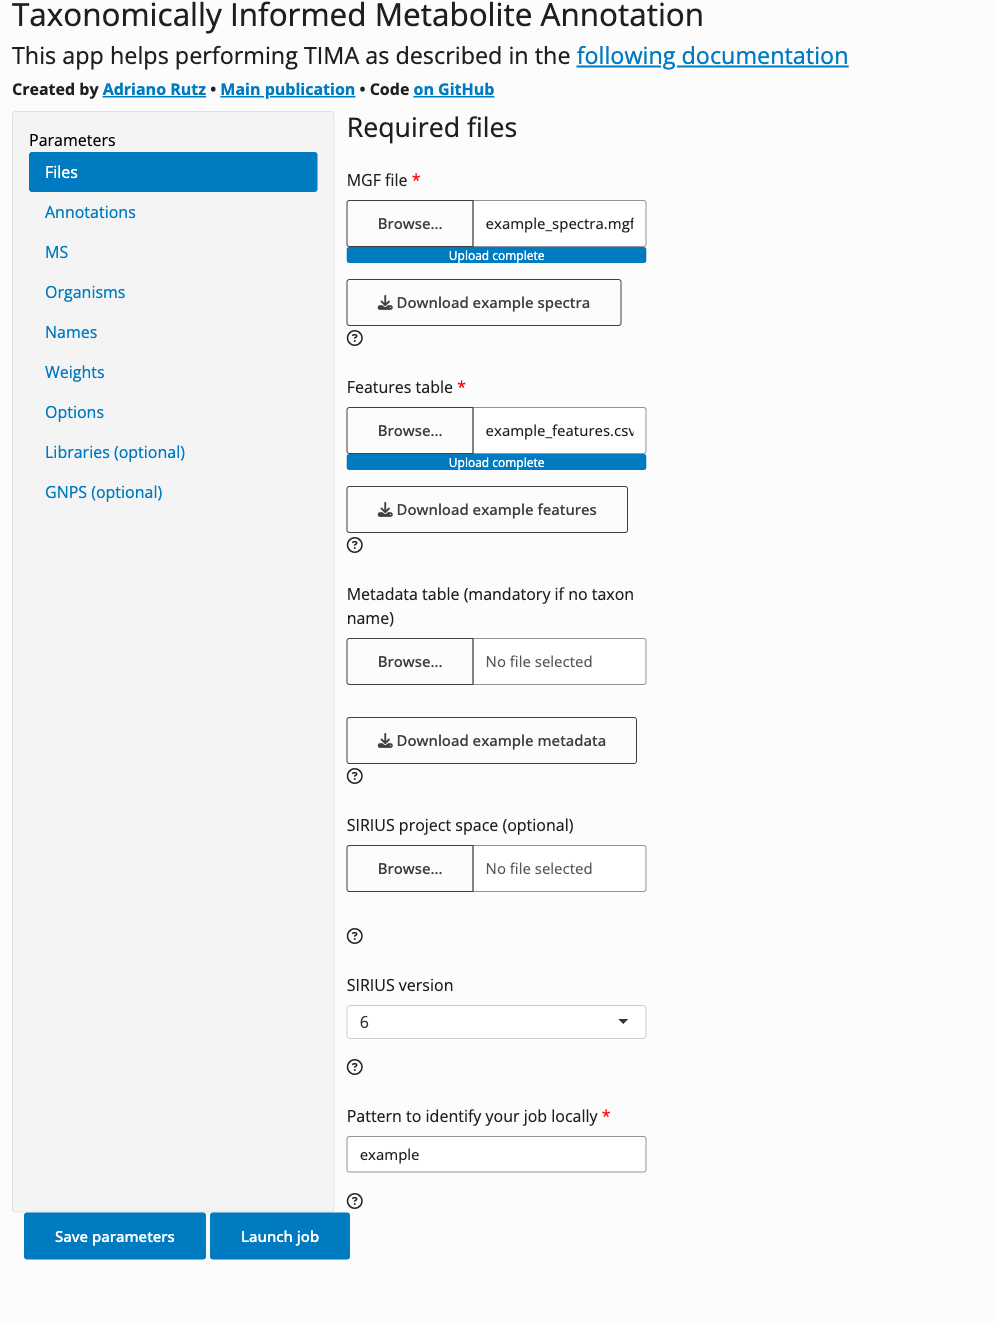 Taxonomically Informed Metabolite Annotation
This app helps performing TIMA as described in the following documentation
Created by Adriano Rutz • Main publication • Code on GitHub
Parameters
Files
Annotations
MS
Organisms
Names
Weights
Options
Libraries (optional)
GNPS (optional)
Required files
MGF file *
Browse... example_spectra.mgf
Upload complete
Download example spectra
?
Features table *
Browse... example_features.csv
Upload complete
Download example features
?
Metadata table (mandatory if no taxon
name)
Browse... No file selected
Download example metadata
?
SIRIUS project space (optional)
Browse... No file selected
?
SIRIUS version
6
?
Pattern to identify your job locally *
example
?
Save parameters Launch job